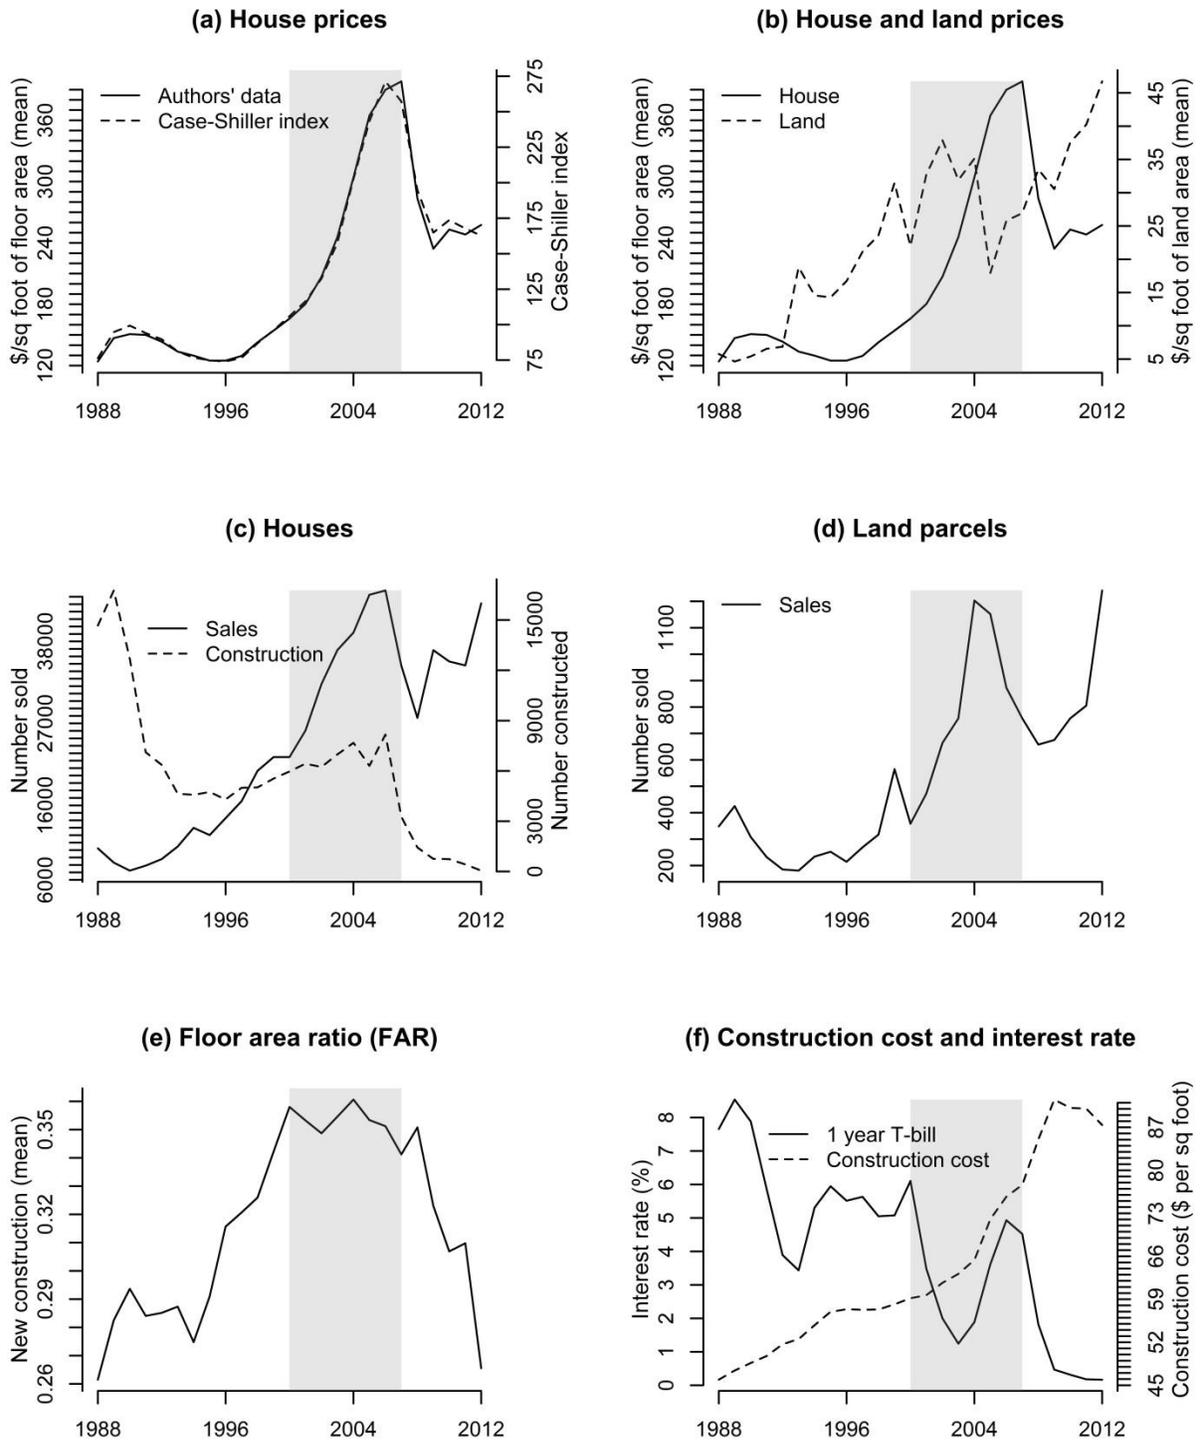 (a) House prices
$/sq foot of floor area (mean)
120 180 240 300 360
Authors' data
Case-Shiller index
75 125 175 225 275
Case-Shiller index
1988 1996 2004 2012
(b) House and land prices
$/sq foot of floor area (mean)
120 180 240 300 360
House
Land
5 15 25 35 45
$/sq foot of land area (mean)
1988 1996 2004 2012
(c) Houses
Number sold
6000 16000 27000 38000
Sales
Construction
0 3000 9000 15000
Number constructed
1988 1996 2004 2012
(d) Land parcels
Number sold
200 400 600 800 1100
Sales
1988 1996 2004 2012
(e) Floor area ratio (FAR)
New construction (mean)
0.26 0.29 0.32 0.35
1988 1996 2004 2012
(f) Construction cost and interest rate
Interest rate (%)
0 1 2 3 4 5 6 7 8
1 year T-bill
Construction cost
45 52 59 66 73 80 87
Construction cost ($ per sq foot)
1988 1996 2004 2012